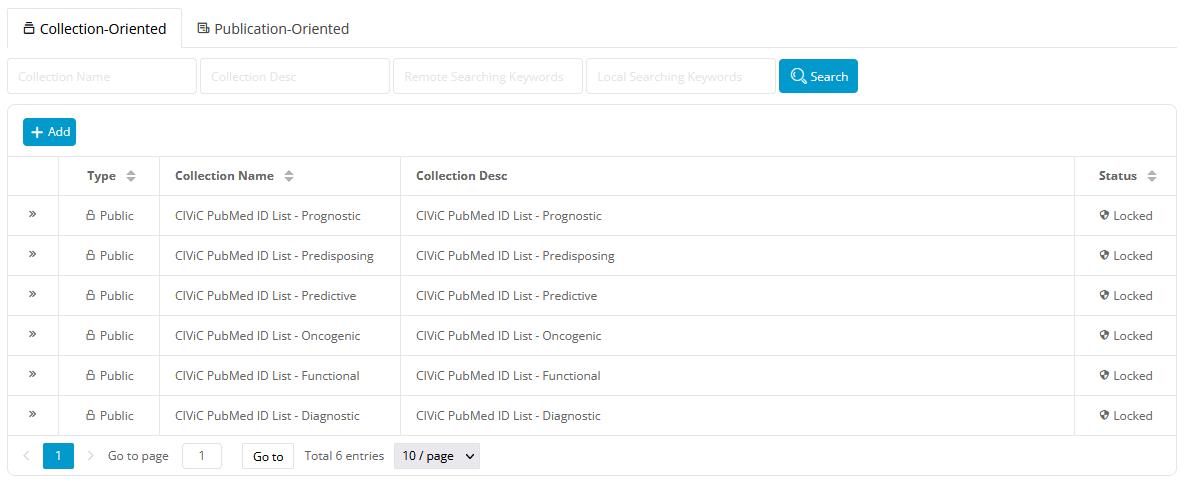 Collection-Oriented Publication-Oriented
Collection Name Collection Desc Remote Searching Keywords Local Searching Keywords Search
+ Add
Type Collection Name Collection Desc Status
» Public CIViC PubMed ID List - Prognostic CIViC PubMed ID List - Prognostic Locked
» Public CIViC PubMed ID List - Predisposing CIViC PubMed ID List - Predisposing Locked
» Public CIViC PubMed ID List - Predictive CIViC PubMed ID List - Predictive Locked
» Public CIViC PubMed ID List - Oncogenic CIViC PubMed ID List - Oncogenic Locked
» Public CIViC PubMed ID List - Functional CIViC PubMed ID List - Functional Locked
» Public CIViC PubMed ID List - Diagnostic CIViC PubMed ID List - Diagnostic Locked
< 1 > Go to page 1 Go to Total 6 entries 10 / page